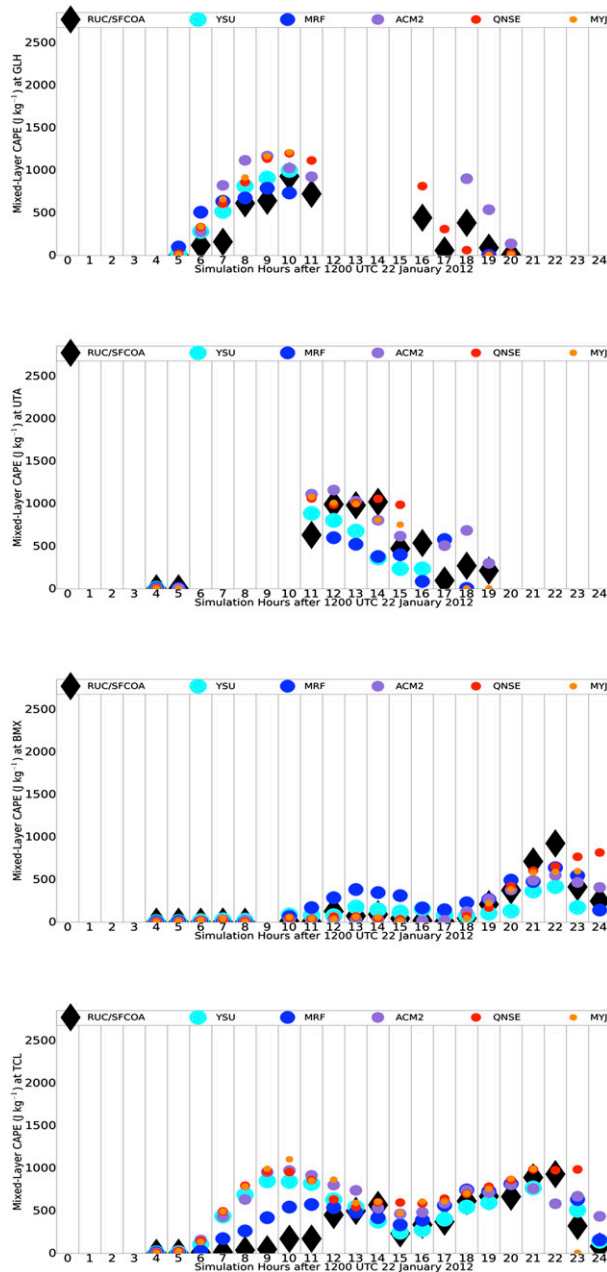 RUC/SFCOA YSU MRF ACM2 QNSE MYJ
Mixed-Layer CAPE (J kg⁻¹) at GLH
2500
2000
1500
1000
500
0
0 1 2 3 4 5 6 7 8 9 10 11 12 13 14 15 16 17 18 19 20 21 22 23 24
Simulation Hours after 1200 UTC 22 January 2012
RUC/SFCOA YSU MRF ACM2 QNSE MYJ
Mixed-Layer CAPE (J kg⁻¹) at UTA
2500
2000
1500
1000
500
0
0 1 2 3 4 5 6 7 8 9 10 11 12 13 14 15 16 17 18 19 20 21 22 23 24
Simulation Hours after 1200 UTC 22 January 2012
RUC/SFCOA YSU MRF ACM2 QNSE MYJ
Mixed-Layer CAPE (J kg⁻¹) at BMX
2500
2000
1500
1000
500
0
0 1 2 3 4 5 6 7 8 9 10 11 12 13 14 15 16 17 18 19 20 21 22 23 24
Simulation Hours after 1200 UTC 22 January 2012
RUC/SFCOA YSU MRF ACM2 QNSE MYJ
Mixed-Layer CAPE (J kg⁻¹) at TCL
2500
2000
1500
1000
500
0
0 1 2 3 4 5 6 7 8 9 10 11 12 13 14 15 16 17 18 19 20 21 22 23 24
Simulation Hours after 1200 UTC 22 January 2012